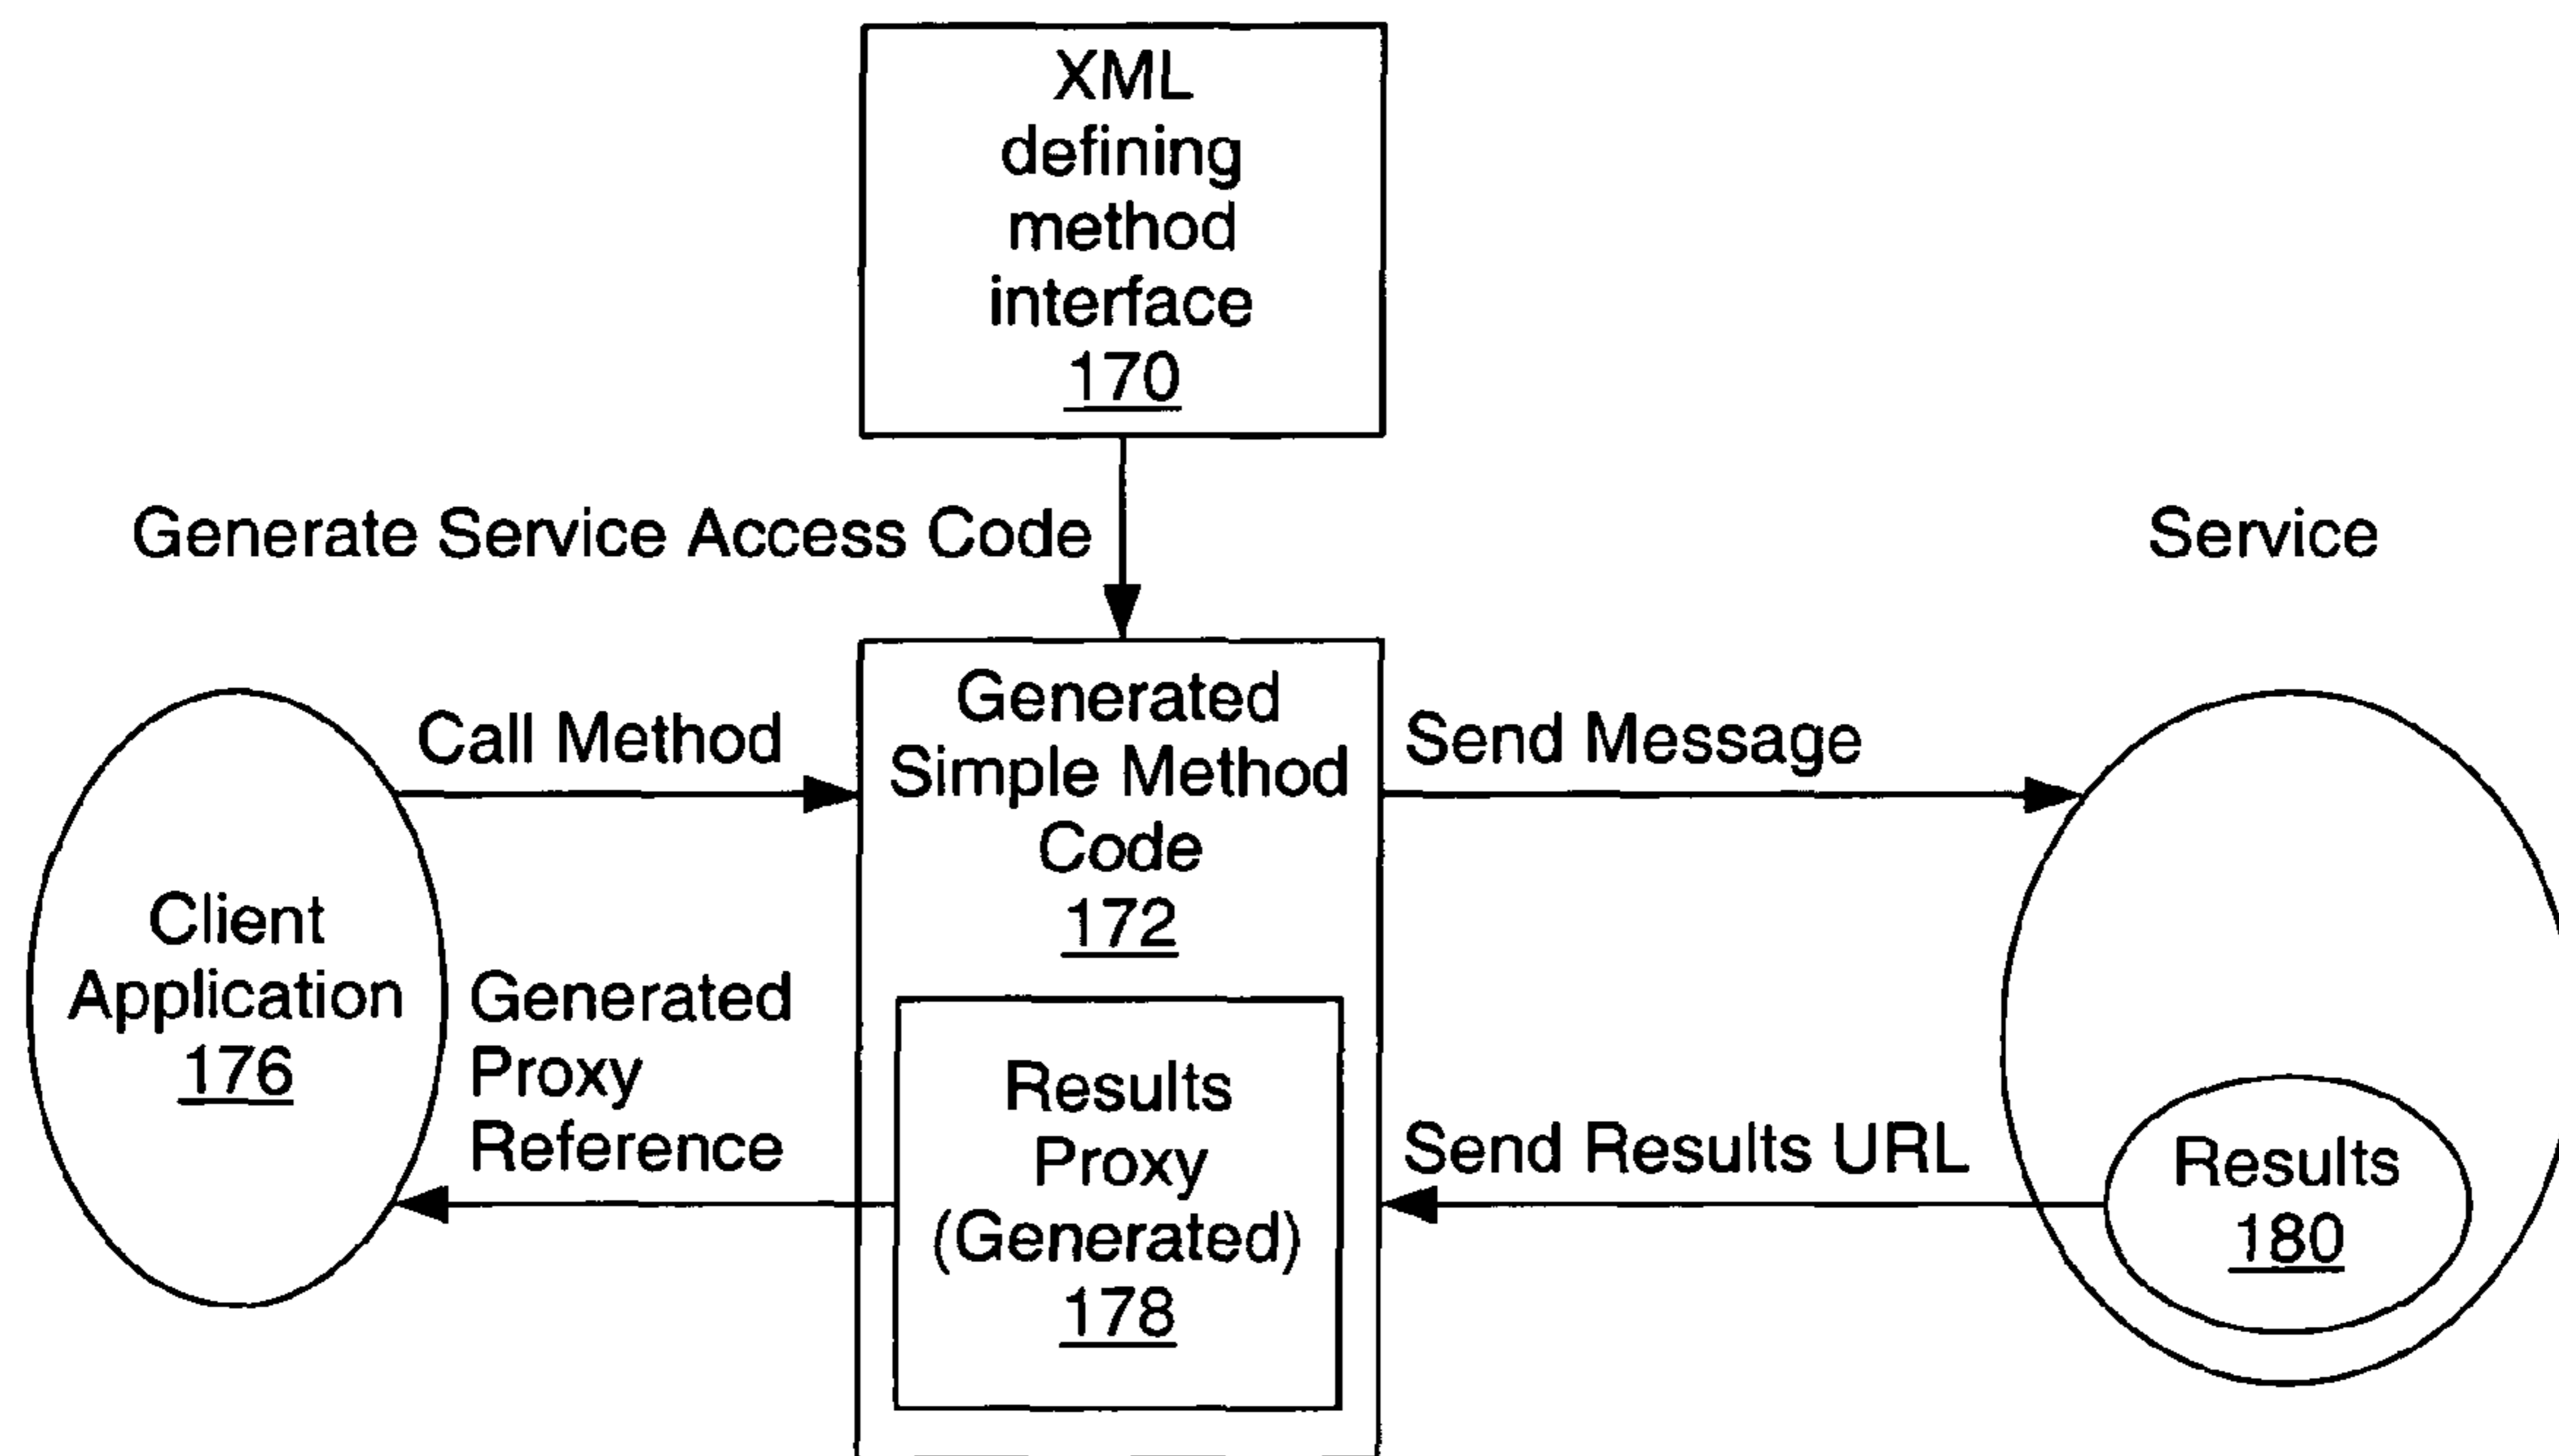 XML
defining
method
interface
170
Generate Service Access Code
Service
Generated
Simple Method
Code
172
Call Method
Send Message
Client
Application
176
Generated
Proxy
Reference
Results
Proxy
(Generated)
178
Send Results URL
Results
180